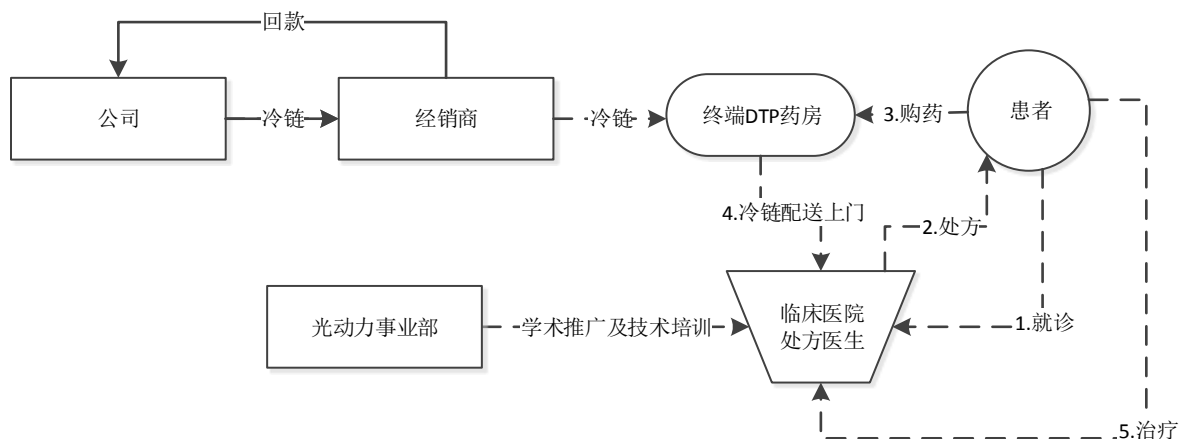 回款
公司
冷链
经销商
冷链
终端DTP药房
3.购药
患者
4.冷链配送上门
2.处方
光动力事业部
学术推广及技术培训
临床医院
处方医生
1.就诊
5.治疗